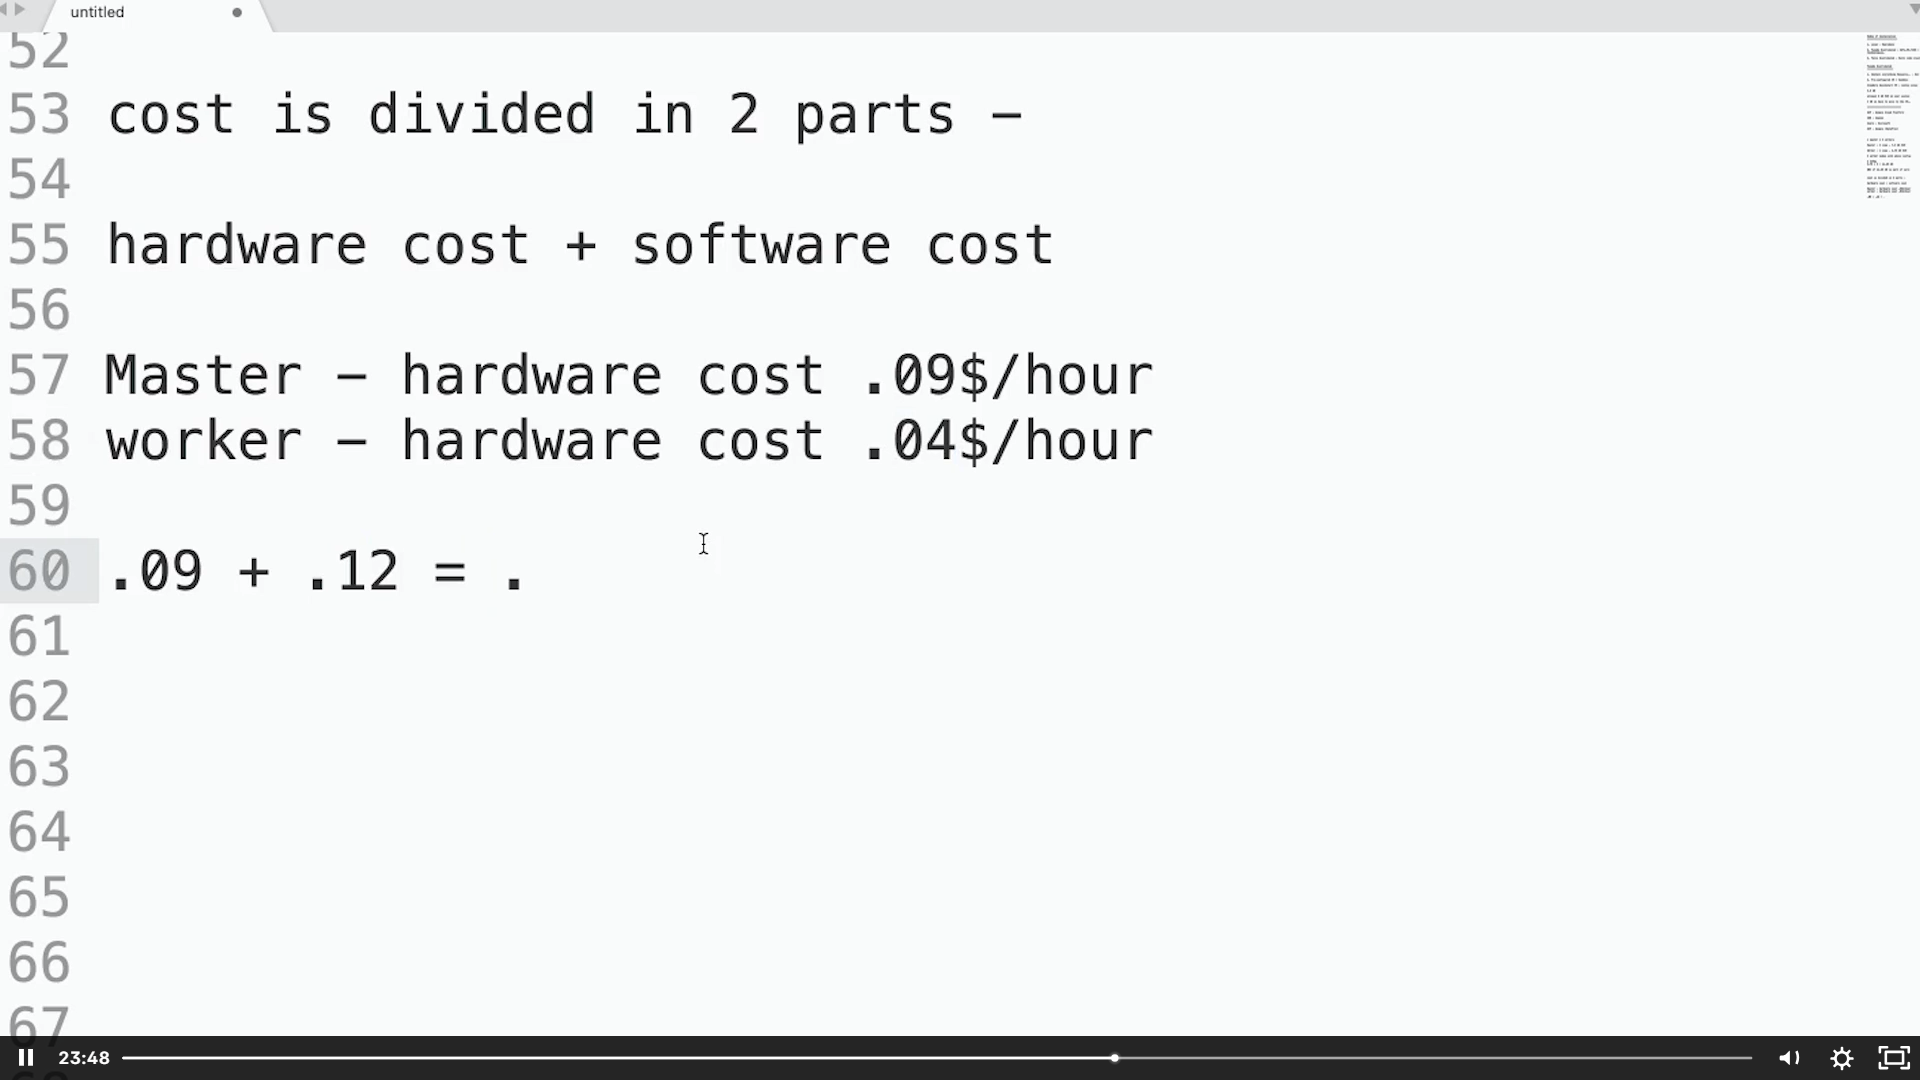 untitled
52
53 cost is divided in 2 parts -
54
55 hardware cost + software cost
56
57 Master - hardware cost .09$/hour
58 worker - hardware cost .04$/hour
59
60 .09 + .12 = .
61
62
63
64
65
66
67
23:48